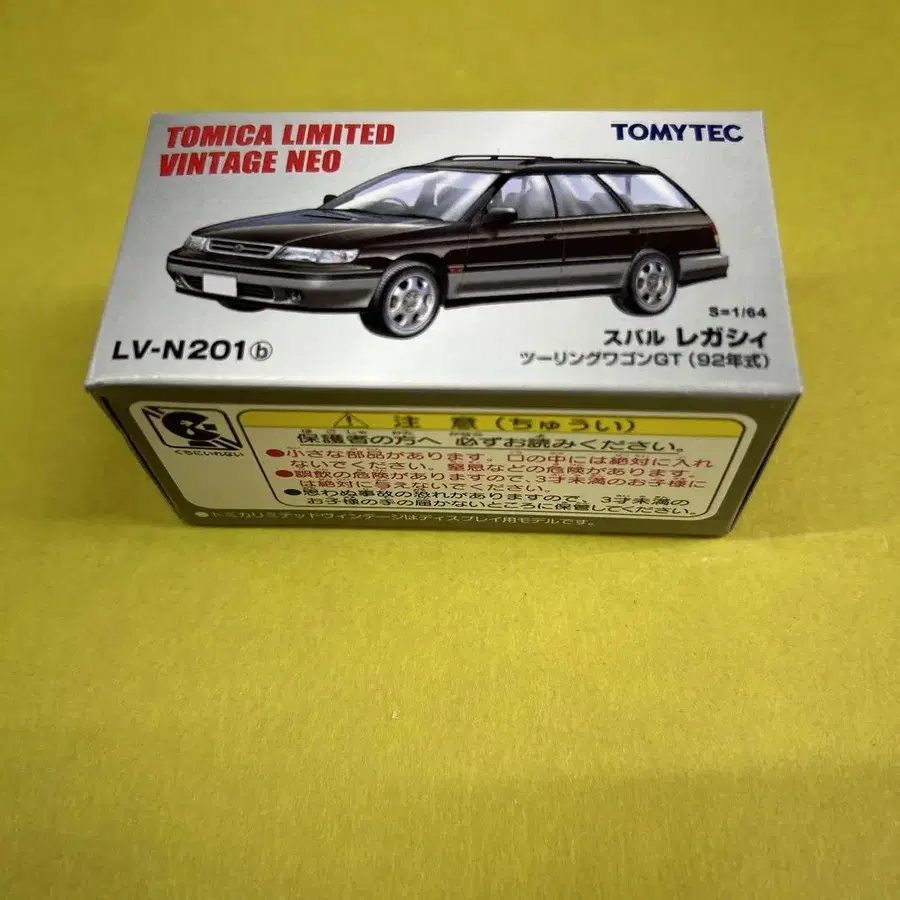 TOMICA LIMITED
VINTAGE NEO
TOMYTEC
S=1/64
LV-N201ⓑ
スバル レガシィ
ツーリングワゴンGT (92年式)
くちにいれない
注意(ちゅうい)
保護者の方へ 必ずお読みください。
●小さな部品があります。口の中には絶対に入れ
ないでください。窒息などの危険があります。
●誤飲の危険がありますので、3才未満のお子様に
は絶対に与えないでください。
●思わぬ事故の恐れがありますので、3才未満の
お子様の手の届かないところに保管してください。
●トミカリミテッドヴィンテージはディスプレイ用モデルです。